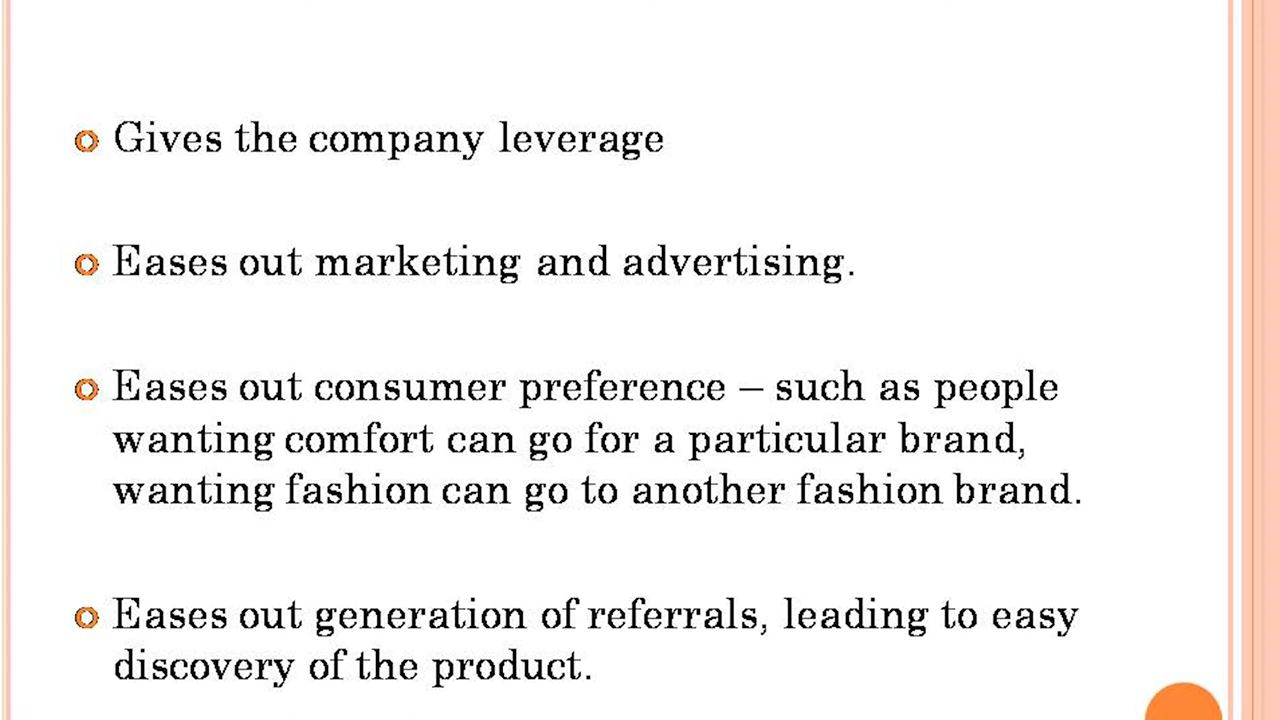 Gives the company leverage
Eases out marketing and advertising.
Eases out consumer preference – such as people
wanting comfort can go for a particular brand,
wanting fashion can go to another fashion brand.
Eases out generation of referrals, leading to easy
discovery of the product.